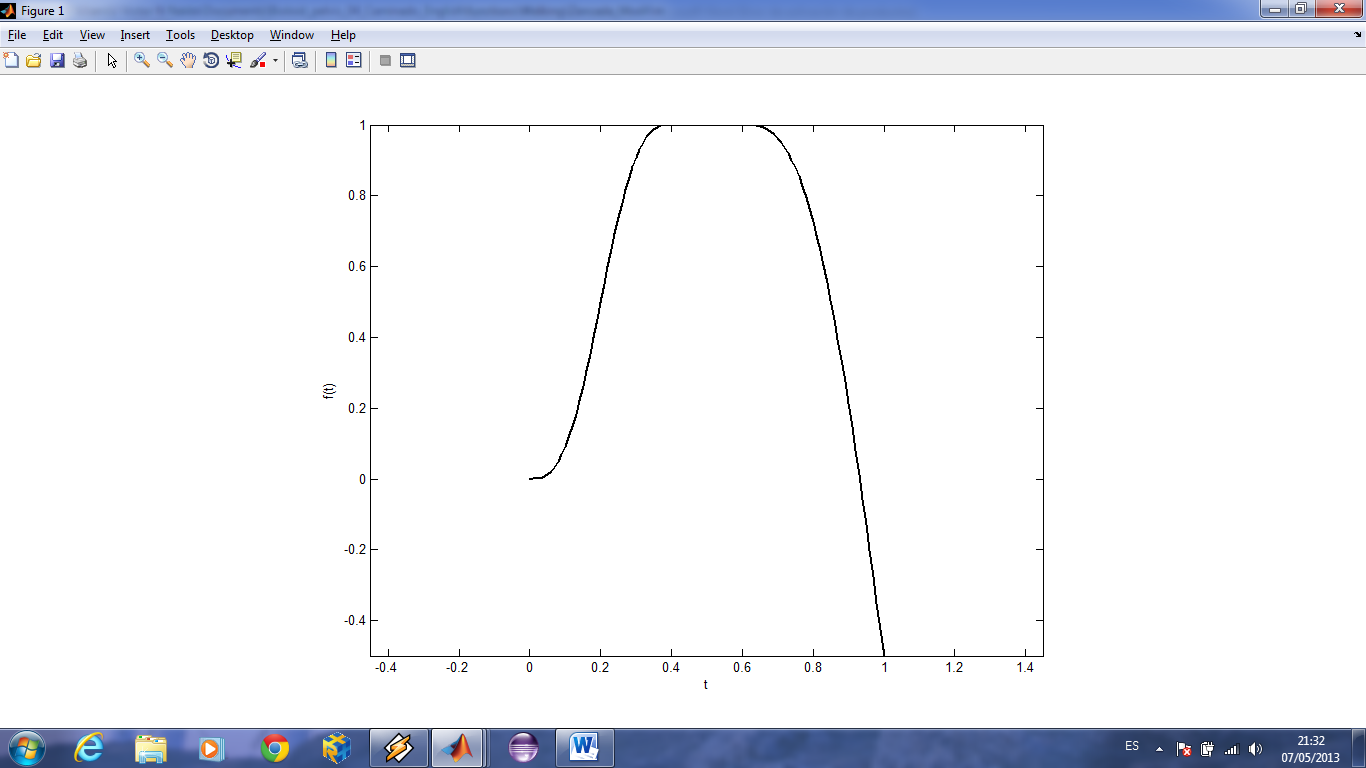 Figure 1
File Edit View Insert Tools Desktop Window Help
1
0.8
0.6
0.4
0.2
0
-0.2
-0.4
f(t)
-0.4 -0.2 0 0.2 0.4 0.6 0.8 1 1.2 1.4
t
ES
21:32
07/05/2013